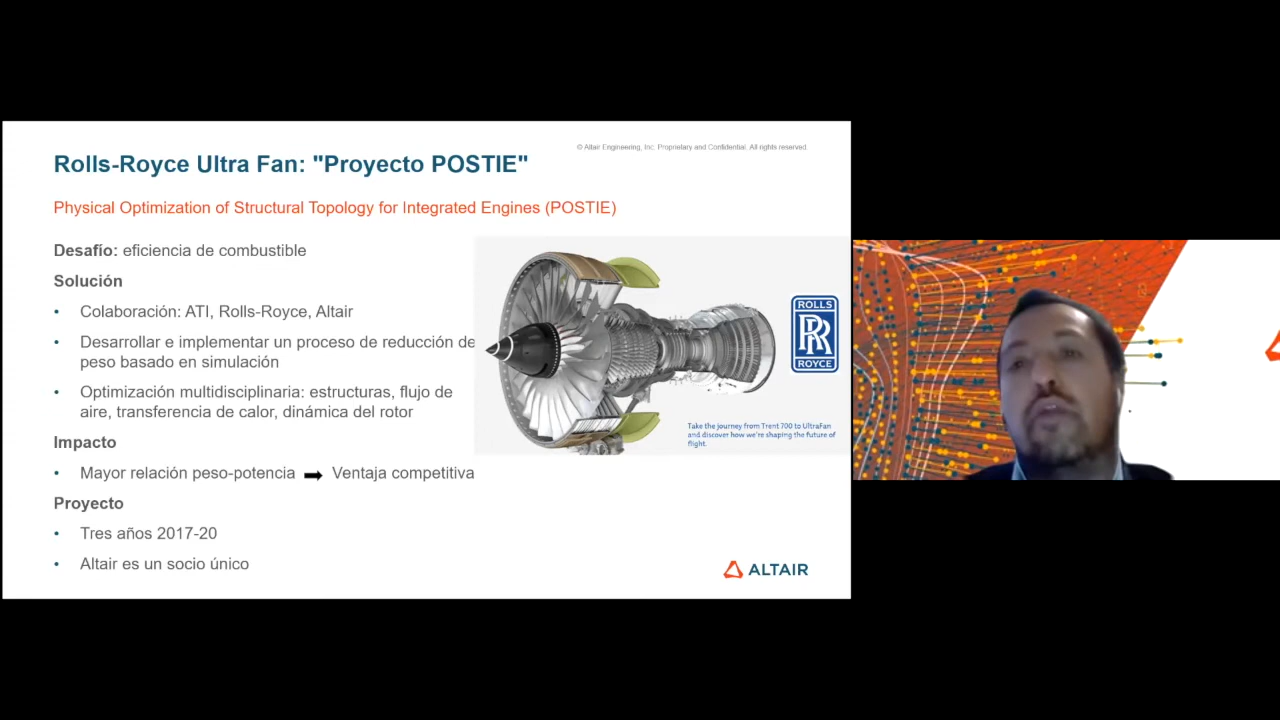 © Altair Engineering, Inc. Proprietary and Confidential. All rights reserved.
Rolls-Royce Ultra Fan: "Proyecto POSTIE"
Physical Optimization of Structural Topology for Integrated Engines (POSTIE)
Desafío: eficiencia de combustible
Solución
• Colaboración: ATI, Rolls-Royce, Altair
• Desarrollar e implementar un proceso de reducción de
peso basado en simulación
• Optimización multidisciplinaria: estructuras, flujo de
aire, transferencia de calor, dinámica del rotor
Impacto
• Mayor relación peso-potencia ➡ Ventaja competitiva
Proyecto
• Tres años 2017-20
• Altair es un socio único
ROLLS
RR
ROYCE
Take the journey from Trent 700 to UltraFan
and discover how we're shaping the future of
flight.
ALTAIR